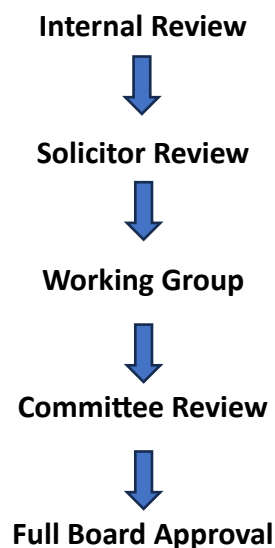 Internal Review
Solicitor Review
Working Group
Committee Review
Full Board Approval